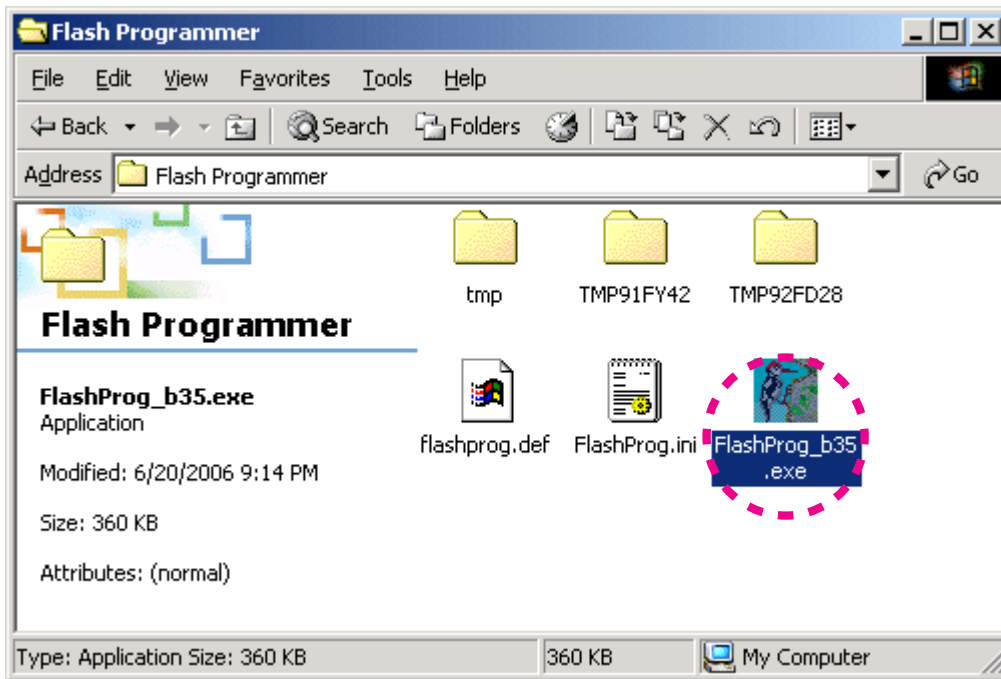 Flash Programmer
File Edit View Favorites Tools Help
Back Search Folders
Address Flash Programmer Go
tmp TMP91FY42 TMP92FD28
Flash Programmer
FlashProg_b35.exe
Application
Modified: 6/20/2006 9:14 PM
Size: 360 KB
Attributes: (normal)
flashprog.def FlashProg.ini FlashProg_b35
.exe
Type: Application Size: 360 KB 360 KB My Computer